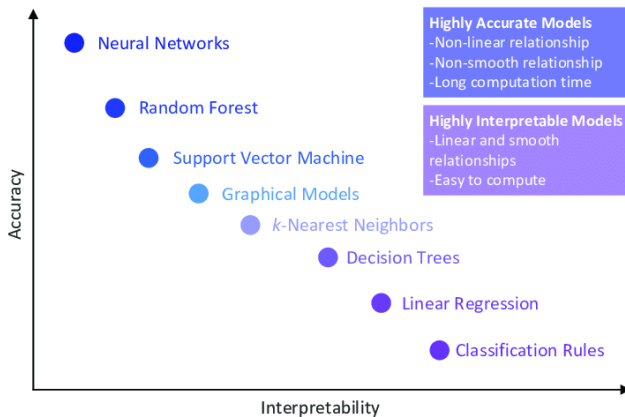 Highly Accurate Models
-Non-linear relationship
-Non-smooth relationship
-Long computation time
Highly Interpretable Models
-Linear and smooth
relationships
-Easy to compute
Neural Networks
Random Forest
Support Vector Machine
Graphical Models
k-Nearest Neighbors
Decision Trees
Linear Regression
Classification Rules
Accuracy
Interpretability